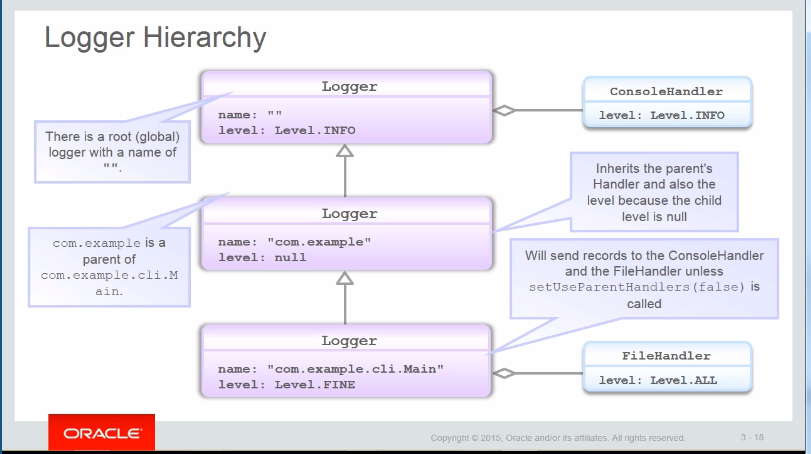 Logger Hierarchy
Logger
name: ""
level: Level.INFO
ConsoleHandler
level: Level.INFO
There is a root (global)
logger with a name of
"".
Inherits the parent's
Handler and also the
level because the child
level is null
Logger
name: "com.example"
level: null
com.example is a
parent of
com.example.cli.M
ain.
Will send records to the ConsoleHandler
and the FileHandler unless
setUseParentHandlers(false) is
called
Logger
name: "com.example.cli.Main"
level: Level.FINE
FileHandler
level: Level.ALL
ORACLE
Copyright © 2015, Oracle and/or its affiliates. All rights reserved.
3 - 18